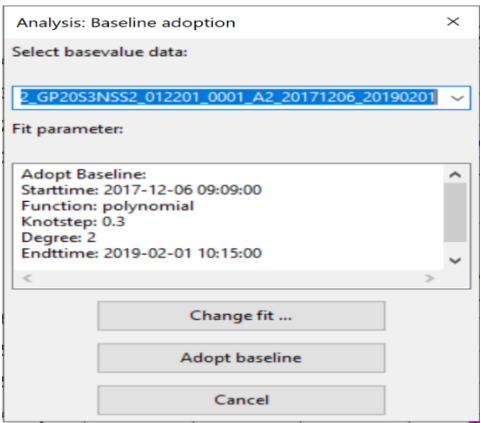 Analysis: Baseline adoption
Select basevalue data:
2_GP20S3NSS2_012201_0001_A2_20171206_20190201
Fit parameter:
Adopt Baseline:
Starttime: 2017-12-06 09:09:00
Function: polynomial
Knotstep: 0.3
Degree: 2
Endttime: 2019-02-01 10:15:00
Change fit ...
Adopt baseline
Cancel